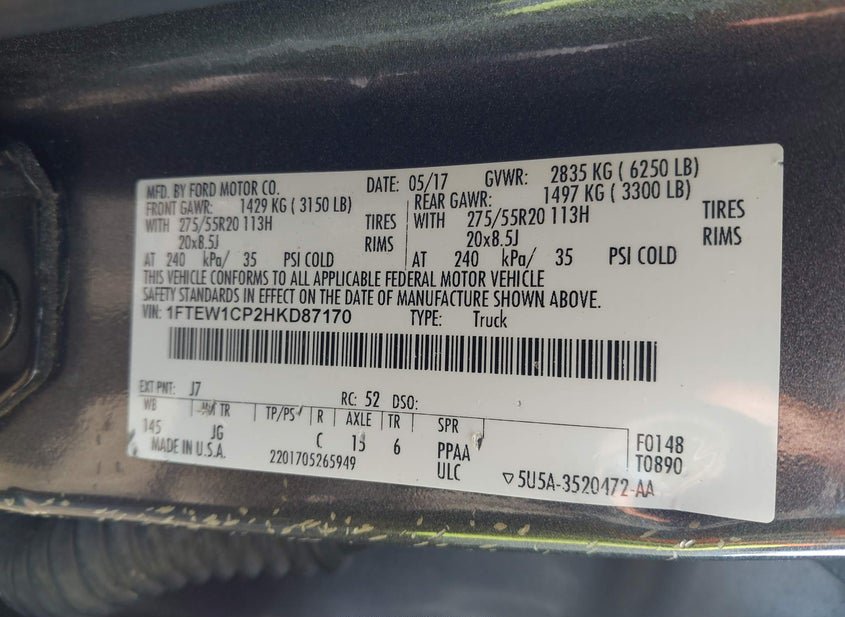 MFD. BY FORD MOTOR CO. DATE: 05/17 GVWR: 2835 KG ( 6250 LB)
FRONT GAWR: 1429 KG ( 3150 LB) REAR GAWR: 1497 KG ( 3300 LB)
WITH 275/55R20 113H TIRES WITH 275/55R20 113H TIRES
20x8.5J RIMS 20x8.5J RIMS
AT 240 kPa/ 35 PSI COLD AT 240 kPa/ 35 PSI COLD
THIS VEHICLE CONFORMS TO ALL APPLICABLE FEDERAL MOTOR VEHICLE
SAFETY STANDARDS IN EFFECT ON THE DATE OF MANUFACTURE SHOWN ABOVE.
VIN: 1FTEW1CP2HKD87170 TYPE: Truck
EXT PNT: J7 RC: 52 DSO:
WB TR TP/PS R AXLE TR SPR
145 JG C 15 6 PPAA F0148
MADE IN U.S.A. 2201705265949 ULC T0890
5U5A-3520472-AA